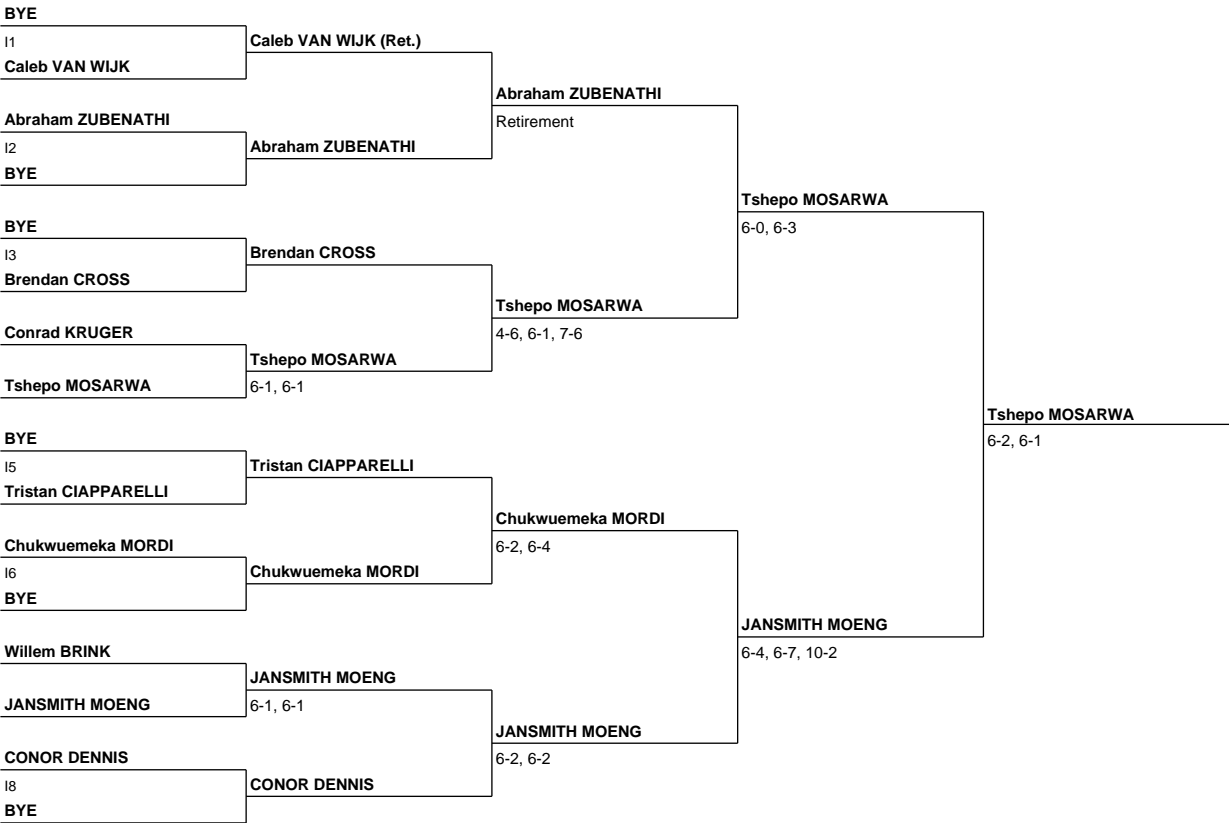 BYE
I1
Caleb VAN WIJK
Abraham ZUBENATHI
I2
BYE
BYE
I3
Brendan CROSS
Conrad KRUGER
Tshepo MOSARWA
BYE
I5
Tristan CIAPPARELLI
Chukwuemeka MORDI
I6
BYE
Willem BRINK
JANSMITH MOENG
CONOR DENNIS
I8
BYE
Caleb VAN WIJK (Ret.)
Abraham ZUBENATHI
Brendan CROSS
Tshepo MOSARWA
6-1, 6-1
Tristan CIAPPARELLI
Chukwuemeka MORDI
JANSMITH MOENG
6-1, 6-1
CONOR DENNIS
Abraham ZUBENATHI
Retirement
Tshepo MOSARWA
4-6, 6-1, 7-6
Chukwuemeka MORDI
6-2, 6-4
JANSMITH MOENG
6-2, 6-2
Tshepo MOSARWA
6-0, 6-3
JANSMITH MOENG
6-4, 6-7, 10-2
Tshepo MOSARWA
6-2, 6-1